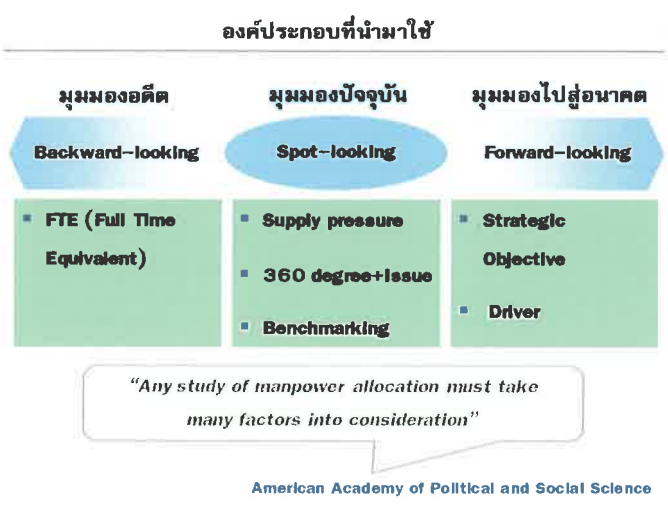 องค์ประกอบที่นำมาใช้
มุมมองอดีต
Backward-looking
FTE (Full Time
Equivalent)
มุมมองปัจจุบัน
Spot-looking
Supply pressure
360 degree+Issue
Benchmarking
มุมมองไปสู่อนาคต
Forward-looking
Strategic
Objective
Driver
“Any study of manpower allocation must take
many factors into consideration”
American Academy of Political and Social Science